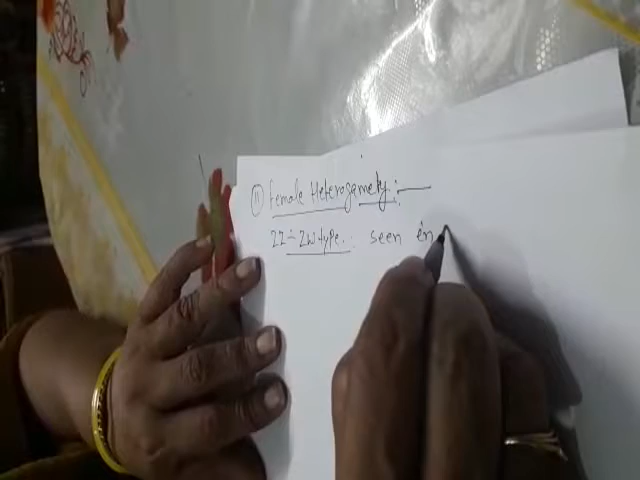 (ii) Female Heterogamety :—
ZZ ÷ ZW type. : seen in